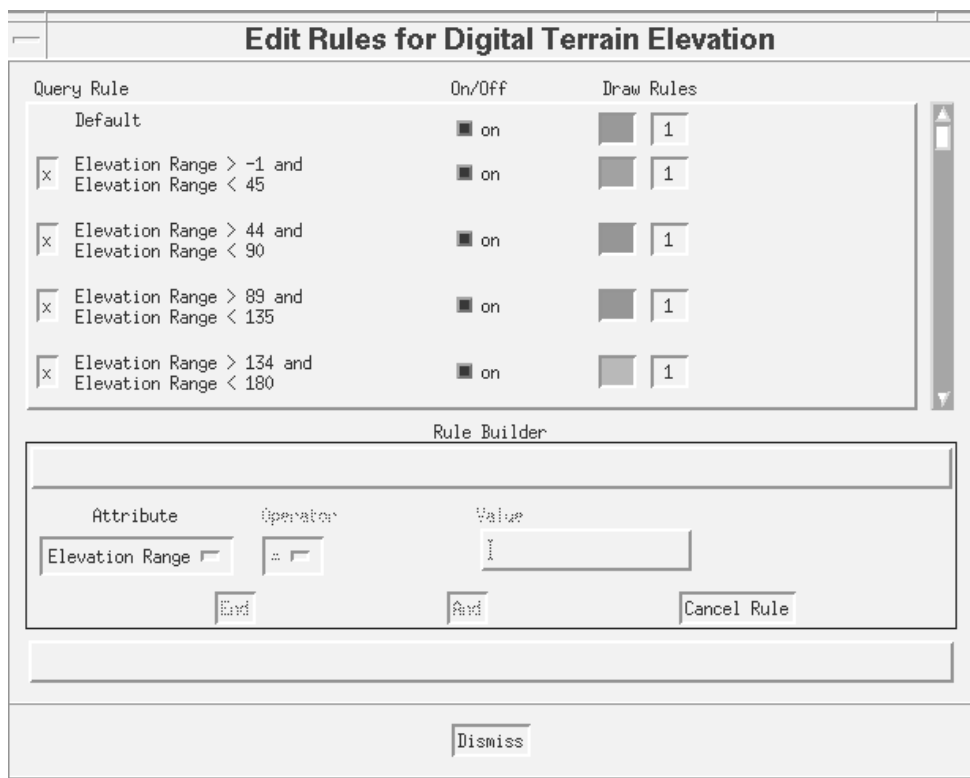 Edit Rules for Digital Terrain Elevation
Query Rule On/Off Draw Rules
Default on 1
x Elevation Range > -1 and
Elevation Range < 45 on 1
x Elevation Range > 44 and
Elevation Range < 90 on 1
x Elevation Range > 89 and
Elevation Range < 135 on 1
x Elevation Range > 134 and
Elevation Range < 180 on 1
Rule Builder
Attribute Operator Value
Elevation Range =
End And Cancel Rule
Dismiss